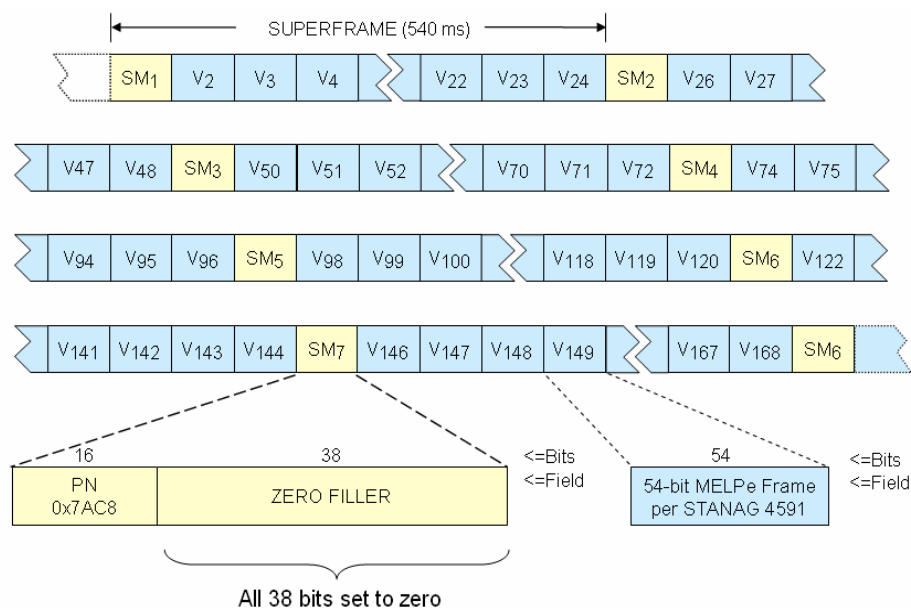 SUPERFRAME (540 ms)
SM1 V2 V3 V4 V22 V23 V24 SM2 V26 V27
V47 V48 SM3 V50 V51 V52 V70 V71 V72 SM4 V74 V75
V94 V95 V96 SM5 V98 V99 V100 V118 V119 V120 SM6 V122
V141 V142 V143 V144 SM7 V146 V147 V148 V149 V167 V168 SM6
16 38 <=Bits 54 <=Bits
<=Field <=Field
PN
0x7AC8
ZERO FILLER
54-bit MELPe Frame
per STANAG 4591
All 38 bits set to zero